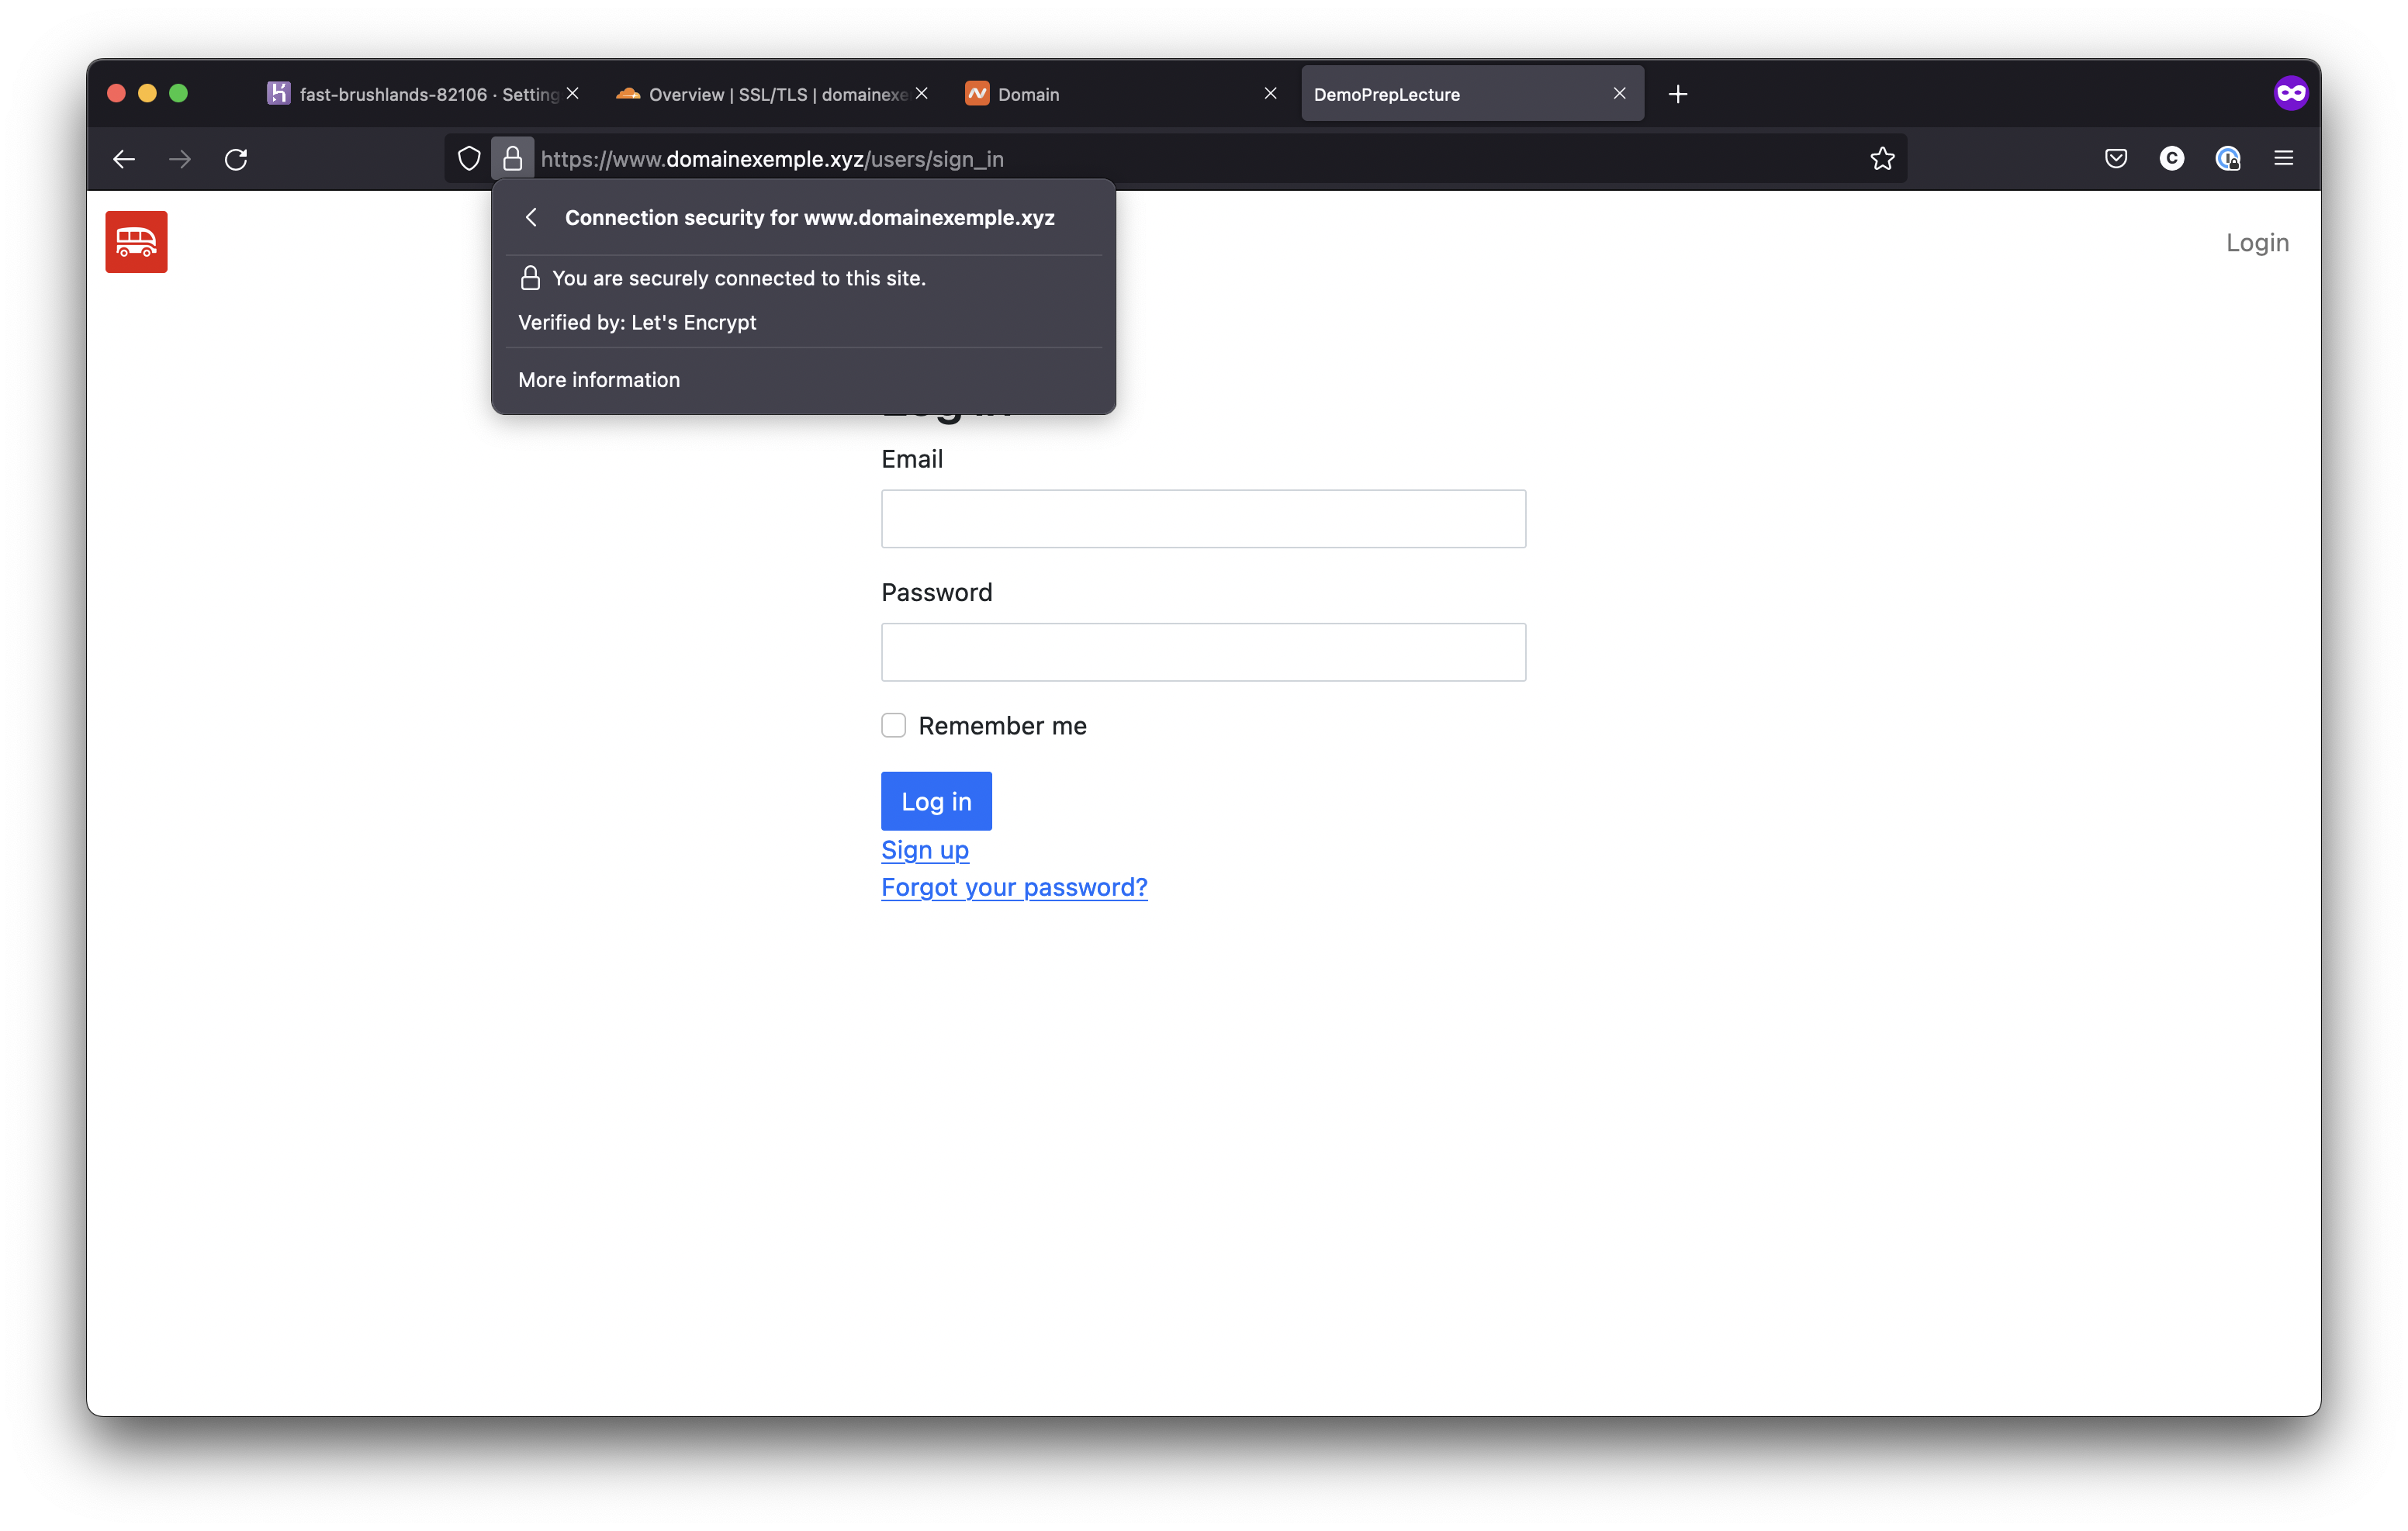 fast-brushlands-82106 · Setting
Overview | SSL/TLS | domainexe
Domain
DemoPrepLecture
https://www.domainexemple.xyz/users/sign_in
Connection security for www.domainexemple.xyz
You are securely connected to this site.
Verified by: Let's Encrypt
More information
Login
Log in
Email
Password
Remember me
Log in
Sign up
Forgot your password?